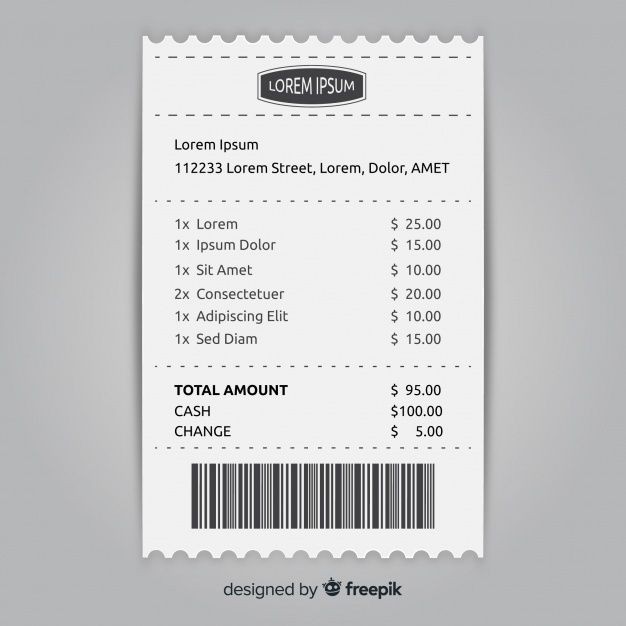 LOREM IPSUM
Lorem Ipsum
112233 Lorem Street, Lorem, Dolor, AMET
1x Lorem $ 25.00
1x Ipsum Dolor $ 15.00
1x Sit Amet $ 10.00
2x Consectetuer $ 20.00
1x Adipiscing Elit $ 10.00
1x Sed Diam $ 15.00
TOTAL AMOUNT $ 95.00
CASH $100.00
CHANGE $ 5.00
designed by freepik